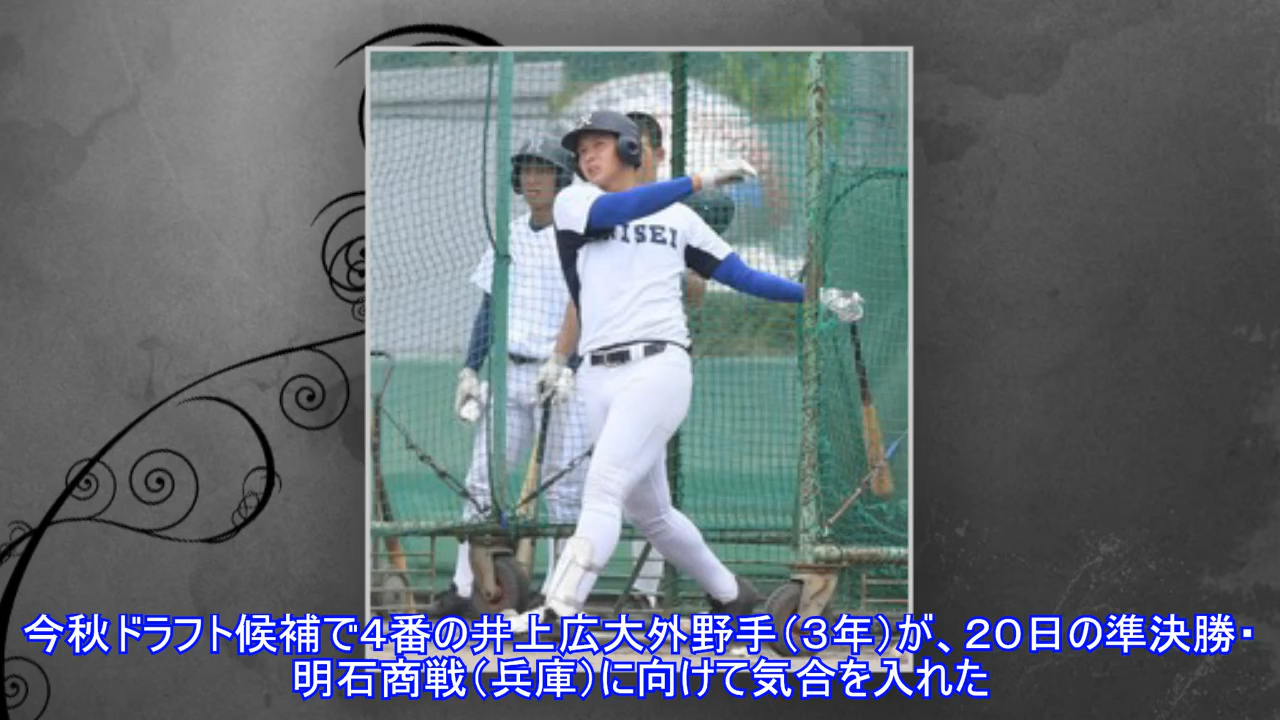 NISEI
今秋ドラフト候補で４番の井上広大外野手（３年）が、２０日の準決勝・
明石商戦（兵庫）に向けて気合を入れた